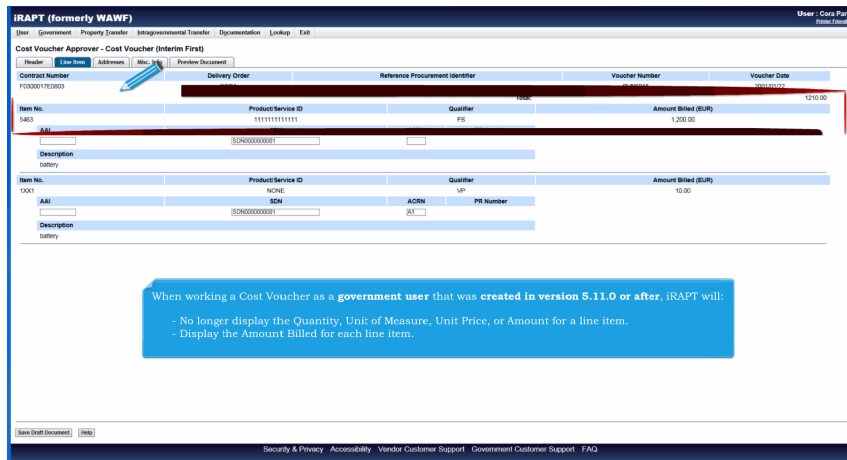 iRAPT (formerly WAWF)
User : Cora Par
Printer Friendl
User Government Property Transfer Intragovernmental Transfer Documentation Lookup Exit
Cost Voucher Approver - Cost Voucher (Interim First)
Header Line Item Addresses Misc. Info Preview Document
Contract Number Delivery Order Reference Procurement Identifier Voucher Number Voucher Date
F0300017E0803 2001/01/22
Total: 1210.00
Item No. Product/Service ID Qualifier Amount Billed (EUR)
5463 1111111111111 FS 1,200.00
AAI
SDN0000000001
Description
battery
Item No. Product/Service ID Qualifier Amount Billed (EUR)
1XX1 NONE VP 10.00
AAI SDN ACRN PR Number
SDN0000000001 A1
Description
battery
When working a Cost Voucher as a government user that was created in version 5.11.0 or after, iRAPT will:
- No longer display the Quantity, Unit of Measure, Unit Price, or Amount for a line item.
- Display the Amount Billed for each line item.
Save Draft Document Help
Security & Privacy Accessibility Vendor Customer Support Government Customer Support FAQ